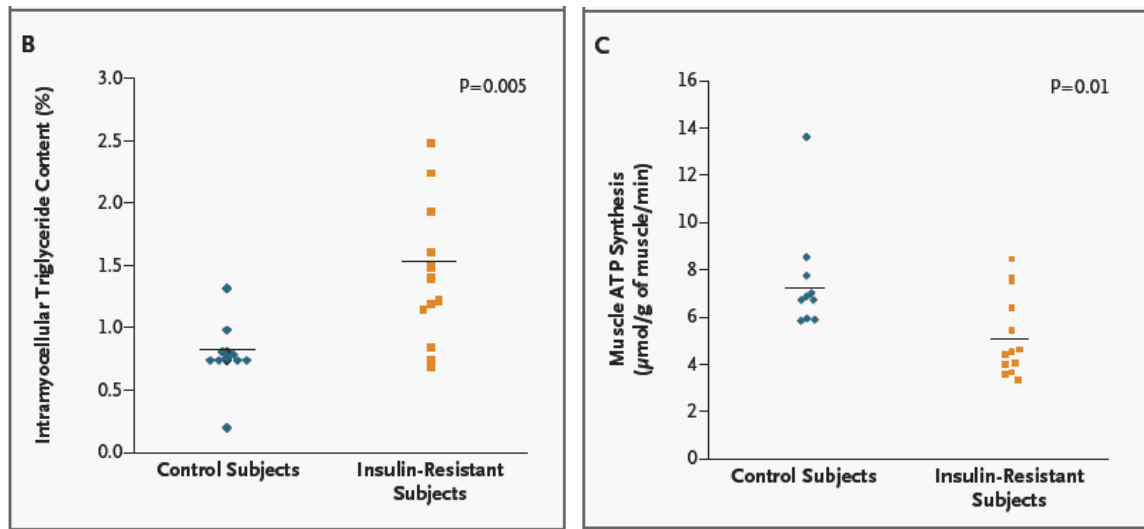 B
P=0.005
Intramyocellular Triglyceride Content (%)
3.0
2.5
2.0
1.5
1.0
0.5
0.0
Control Subjects
Insulin-Resistant
Subjects
C
P=0.01
Muscle ATP Synthesis
(µmol/g of muscle/min)
16
14
12
10
8
6
4
2
0
Control Subjects
Insulin-Resistant
Subjects